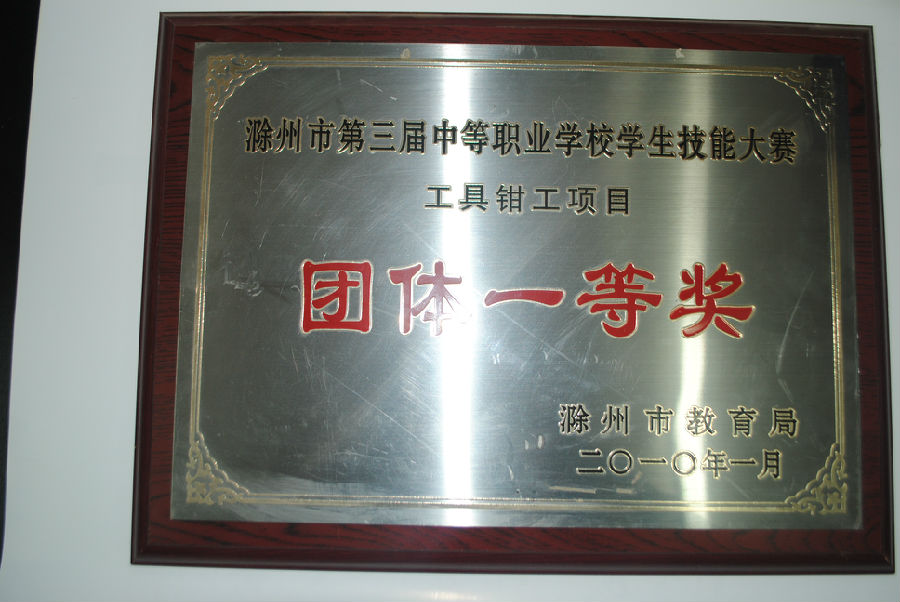 滁州市第三届中等职业学校学生技能大赛
工具钳工项目
团体一等奖
滁州市教育局
二〇一〇年一月